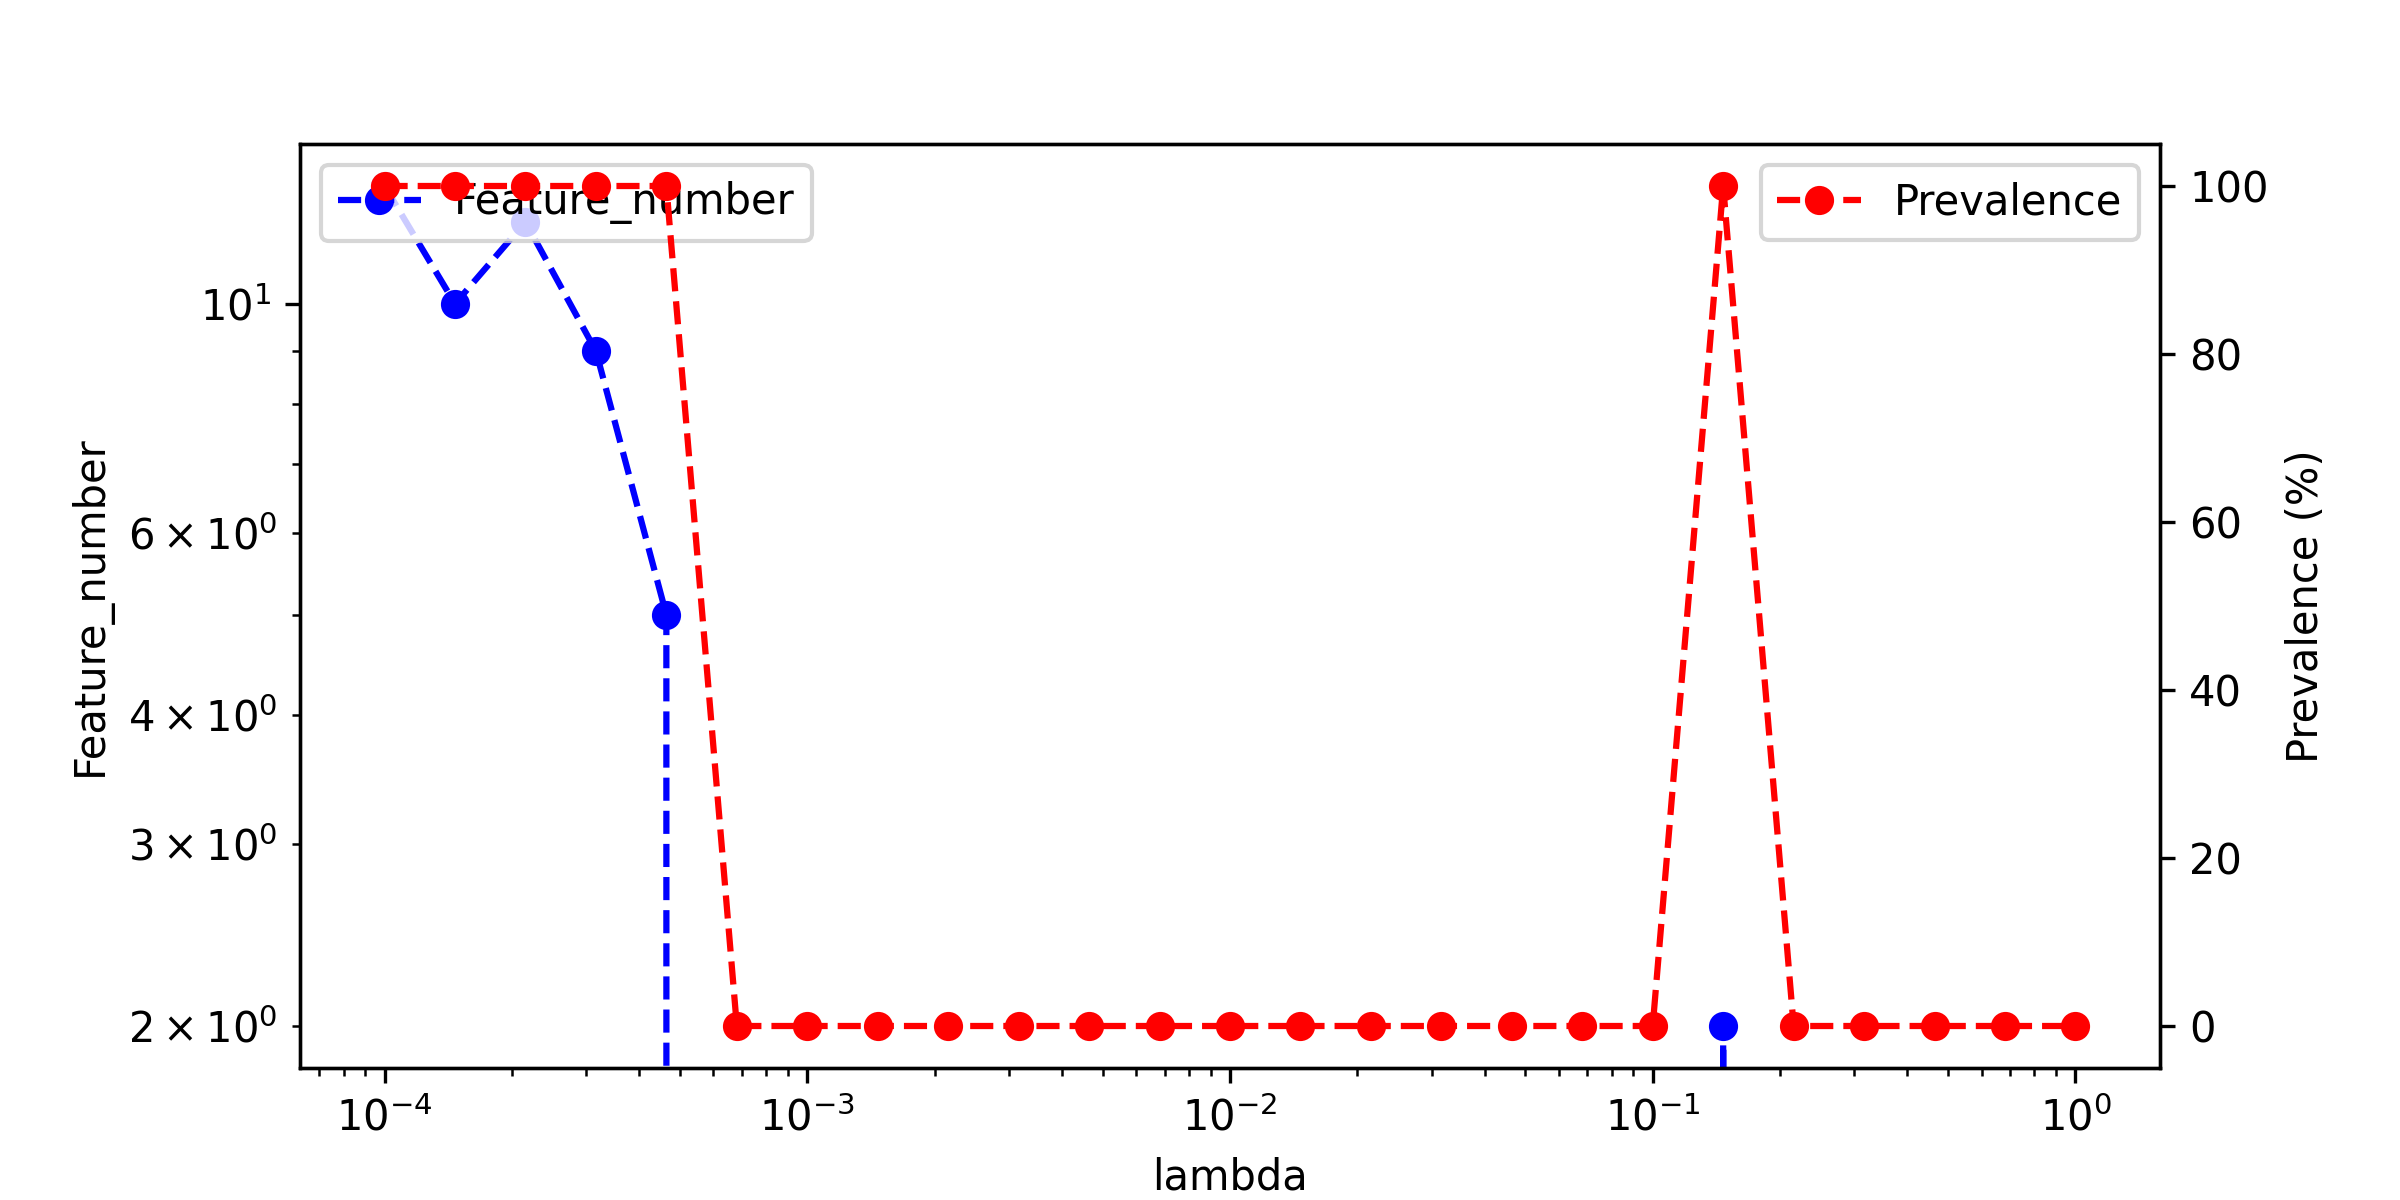 Feature_number
Prevalence
10¹
6 × 10⁰
4 × 10⁰
3 × 10⁰
2 × 10⁰
Feature_number
100
80
60
40
20
0
Prevalence (%)
10⁻⁴
10⁻³
10⁻²
10⁻¹
10⁰
lambda